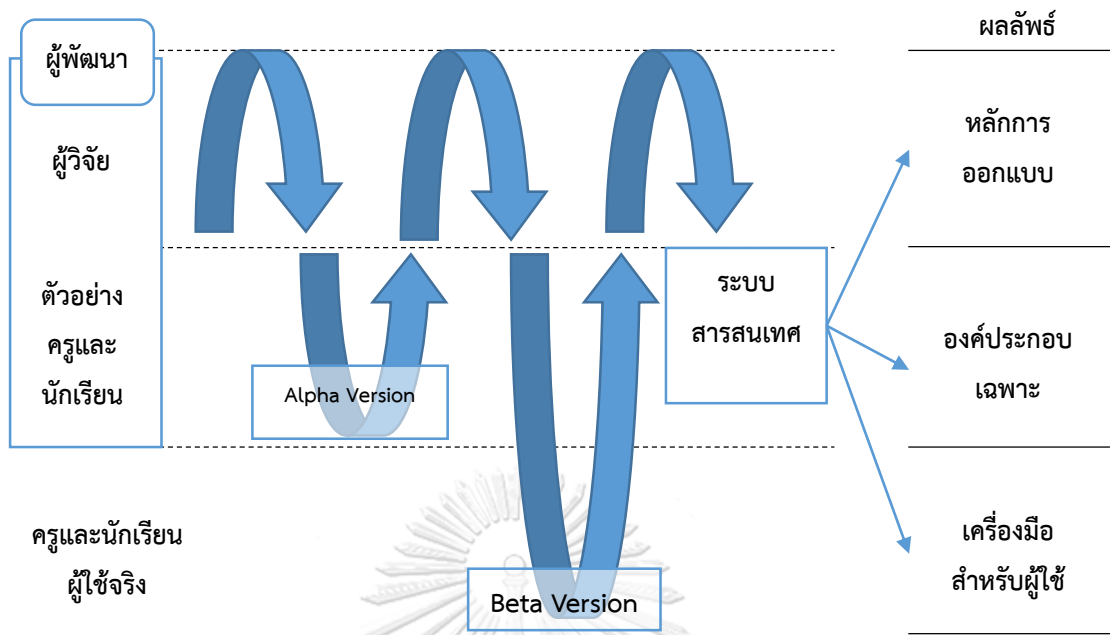 ผลลัพธ์
ผู้พัฒนา
ผู้วิจัย
หลักการ
ออกแบบ
ตัวอย่าง
ครูและ
นักเรียน
Alpha Version
ระบบ
สารสนเทศ
องค์ประกอบ
เฉพาะ
ครูและนักเรียน
ผู้ใช้จริง
Beta Version
เครื่องมือ
สำหรับผู้ใช้